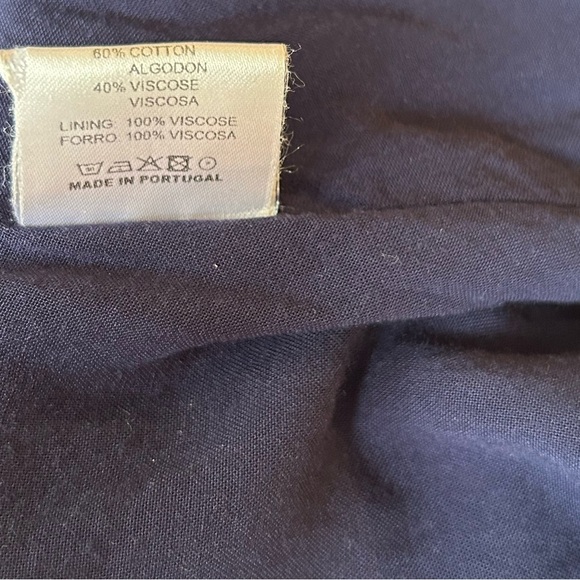 60% COTTON
ALGODON
40% VISCOSE
VISCOSA
LINING: 100% VISCOSE
FORRO: 100% VISCOSA
MADE IN PORTUGAL